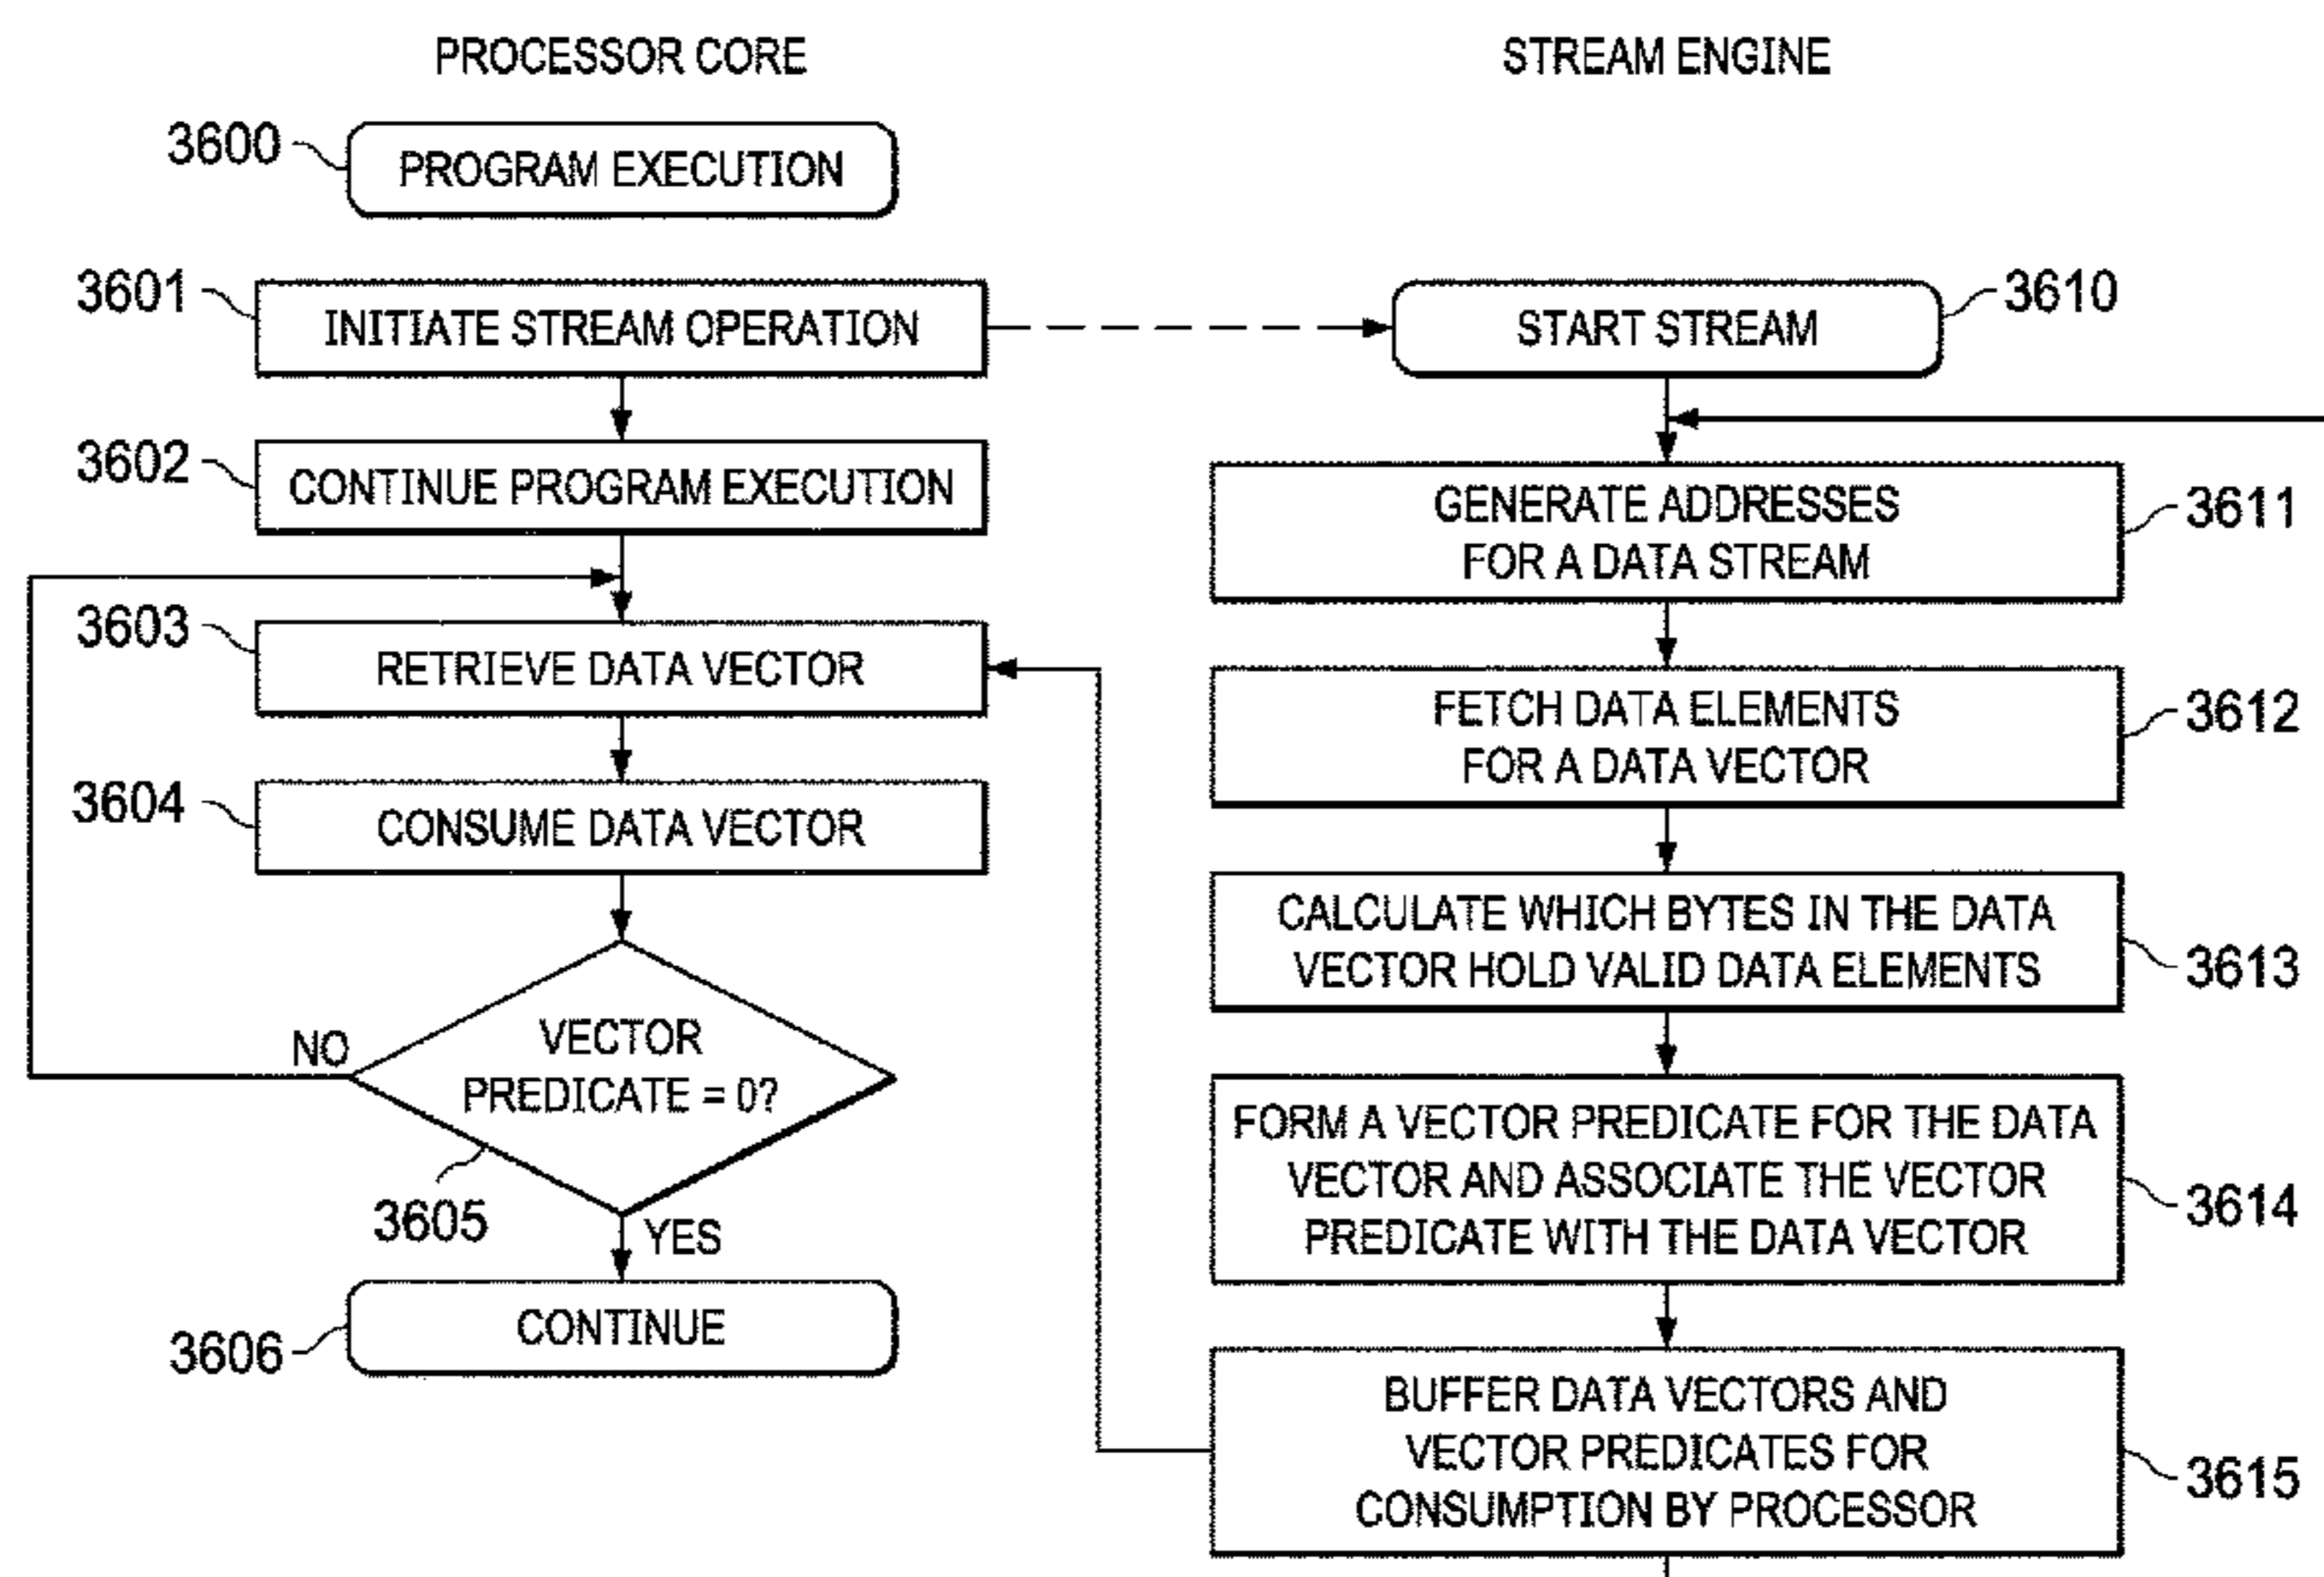 PROCESSOR CORE
3600
PROGRAM EXECUTION
3601
INITIATE STREAM OPERATION
3602
CONTINUE PROGRAM EXECUTION
3603
RETRIEVE DATA VECTOR
3604
CONSUME DATA VECTOR
NO
VECTOR
PREDICATE = 0?
3605
YES
3606
CONTINUE
STREAM ENGINE
START STREAM
3610
GENERATE ADDRESSES
FOR A DATA STREAM
3611
FETCH DATA ELEMENTS
FOR A DATA VECTOR
3612
CALCULATE WHICH BYTES IN THE DATA
VECTOR HOLD VALID DATA ELEMENTS
3613
FORM A VECTOR PREDICATE FOR THE DATA
VECTOR AND ASSOCIATE THE VECTOR
PREDICATE WITH THE DATA VECTOR
3614
BUFFER DATA VECTORS AND
VECTOR PREDICATES FOR
CONSUMPTION BY PROCESSOR
3615